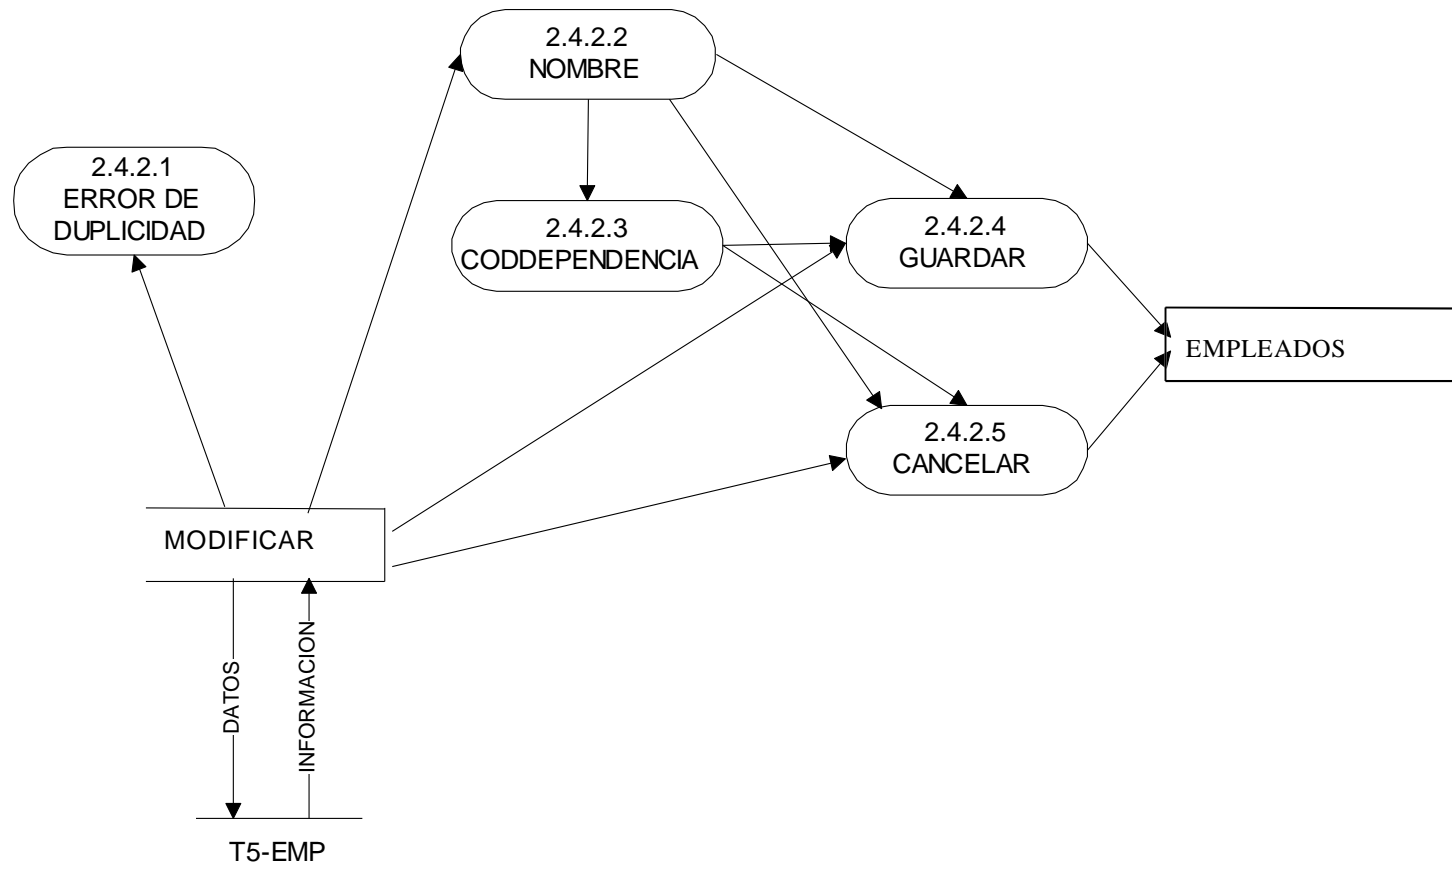 2.4.2.2
NOMBRE
2.4.2.1
ERROR DE
DUPLICIDAD
2.4.2.3
CODDEPENDENCIA
2.4.2.4
GUARDAR
EMPLEADOS
2.4.2.5
CANCELAR
MODIFICAR
DATOS
INFORMACION
T5-EMP